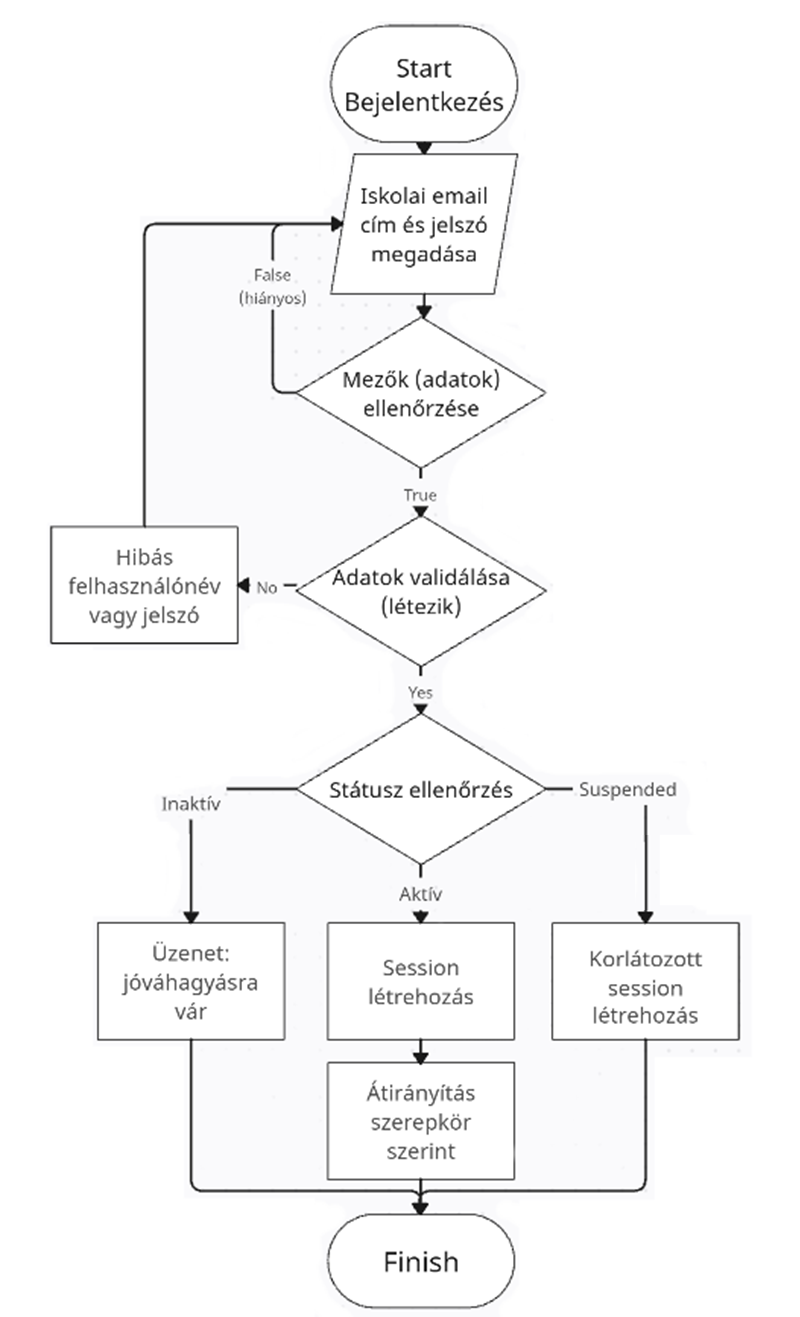 Start
Bejelentkezés
Iskolai email
cím és jelszó
megadása
False
(hiányos)
Mezők (adatok)
ellenőrzése
True
Adatok validálása
(létezik)
No
Hibás
felhasználónév
vagy jelszó
Yes
Státusz ellenőrzés
Inaktív
Suspended
Aktív
Üzenet:
jóváhagyásra
vár
Session
létrehozás
Korlátozott
session
létrehozás
Átirányítás
szerepkör
szerint
Finish